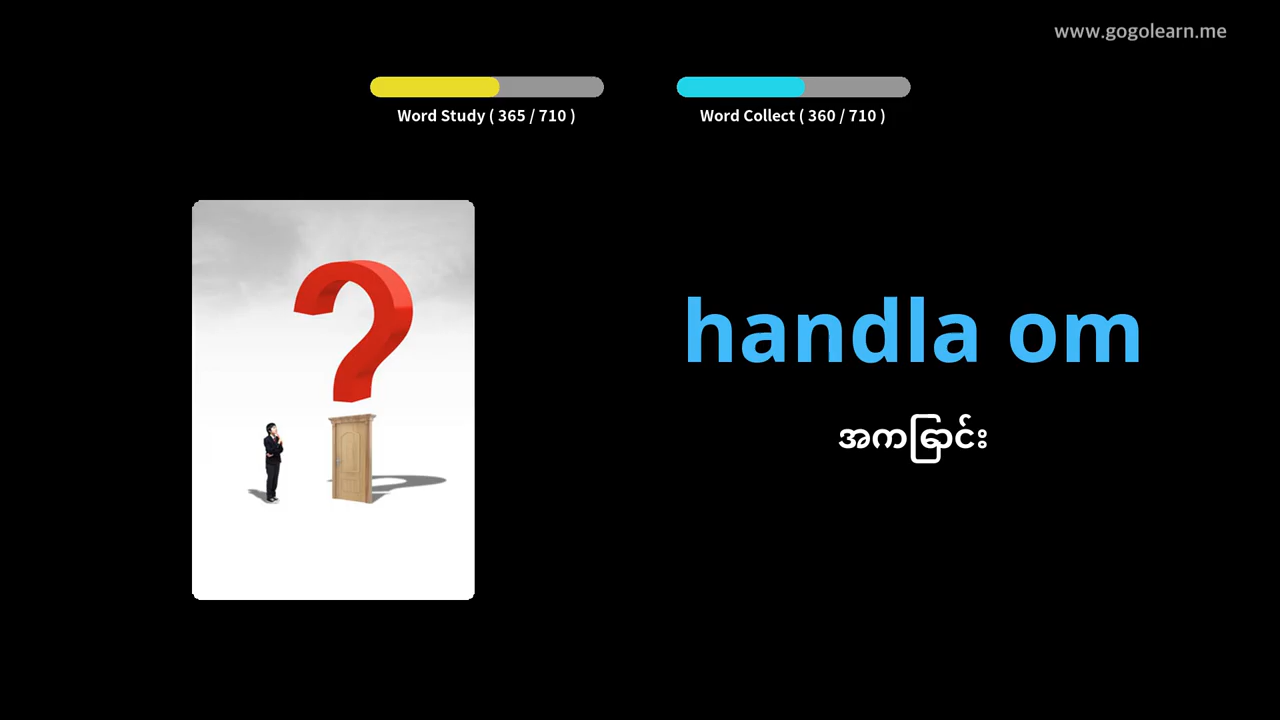 www.gogolearn.me
Word Study ( 365 / 710 )
Word Collect ( 360 / 710 )
handla om
အကြောင်း